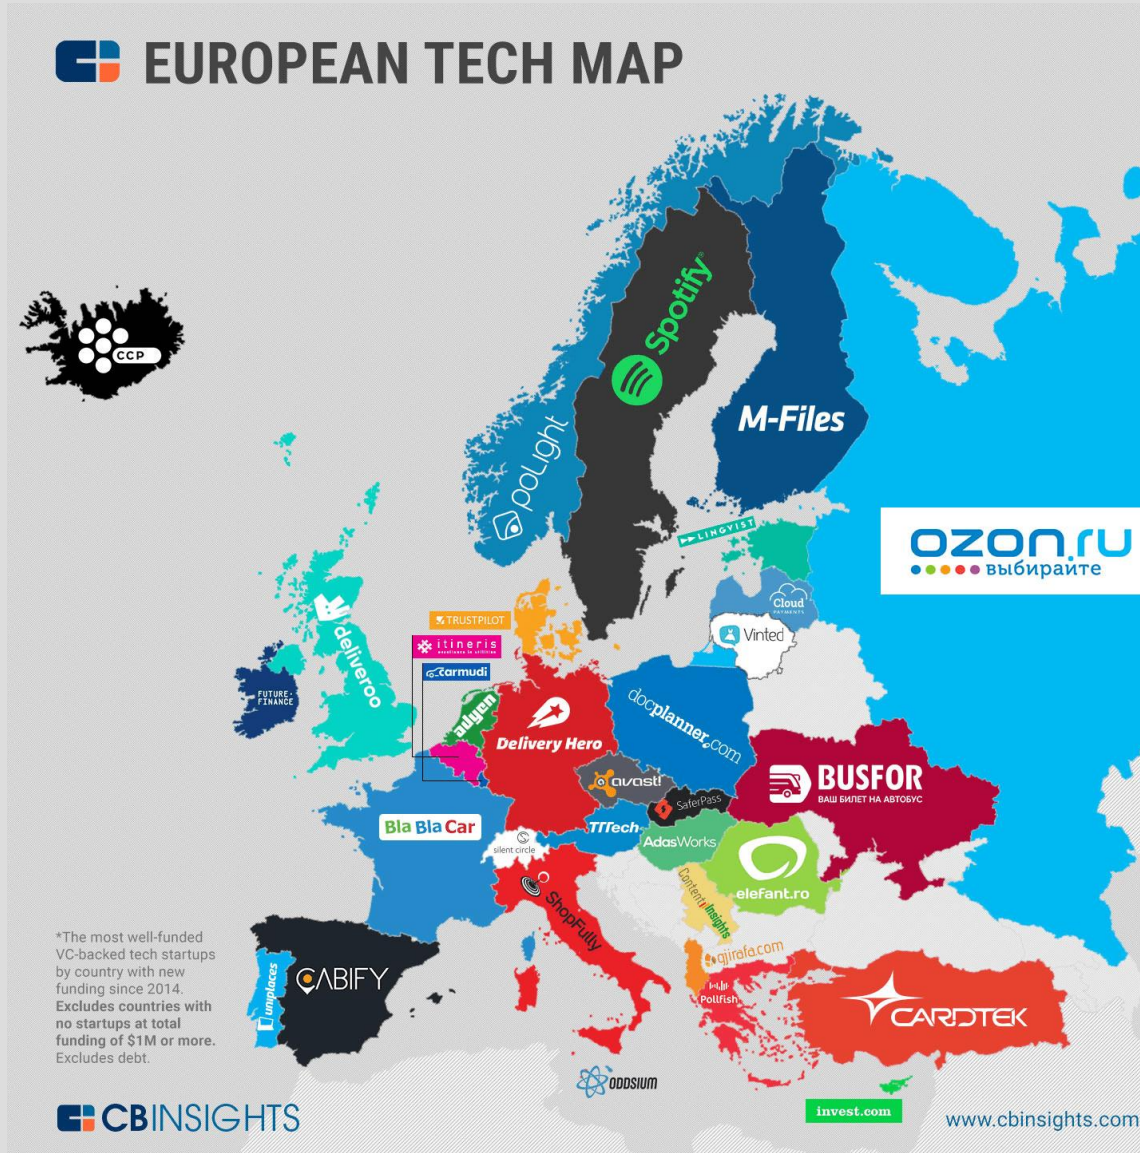 EUROPEAN TECH MAP
CCP
Spotify
poLight
M-Files
LINGVIST
ozon.ru
выбирайте
Cloud
PAYMENTS
TRUSTPILOT
itineris
excellence in utilities
carmudi
Vinted
deliveroo
FUTURE
FINANCE
adyen
Delivery Hero
docplanner.com
avast!
SaferPass
BUSFOR
ВАШ БИЛЕТ НА АВТОБУС
Bla Bla Car
silent circle
TTTech
AdasWorks
elefant.ro
ShopFully
Content Insights
gjirafa.com
Pollfish
CABIFY
uniplaces
CARDTEK
ODDSIUM
invest.com
*The most well-funded
VC-backed tech startups
by country with new
funding since 2014.
Excludes countries with
no startups at total
funding of $1M or more.
Excludes debt.
CBINSIGHTS
www.cbinsights.com